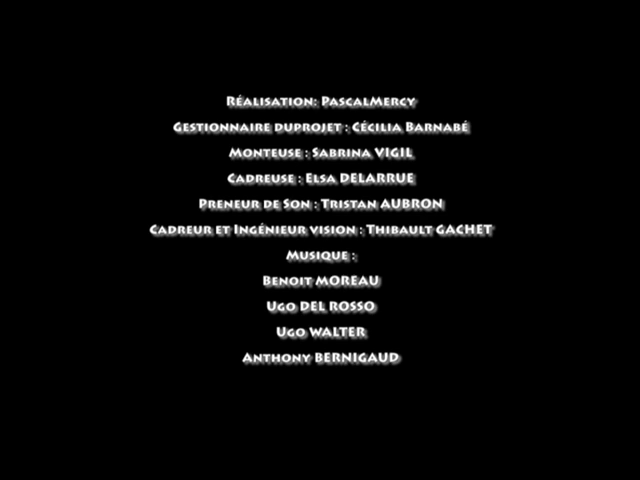 Réalisation: PascalMercy
Gestionnaire duprojet : Cécilia Barnabé
Monteuse : Sabrina VIGIL
Cadreuse : Elsa DELARRUE
Preneur de Son : Tristan AUBRON
Cadreur et Ingénieur vision : Thibault GACHET
Musique :
Benoit MOREAU
Ugo DEL ROSSO
Ugo WALTER
Anthony BERNIGAUD